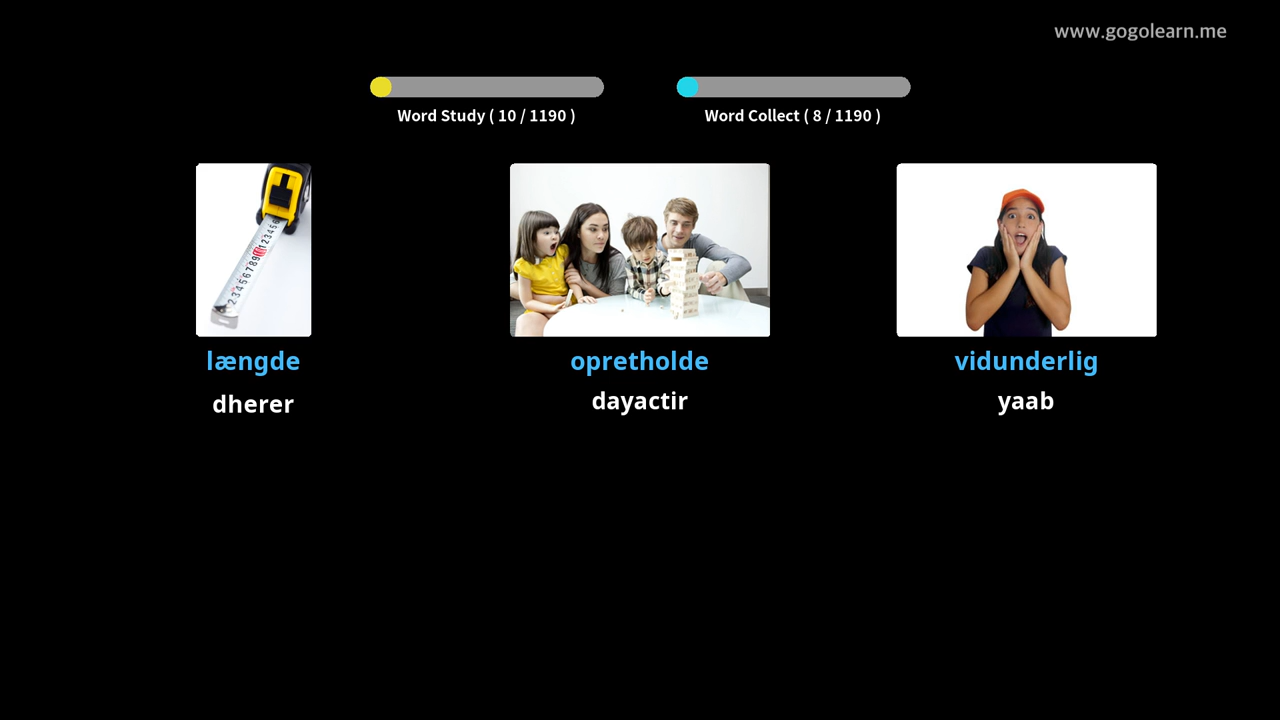 www.gogolearn.me
Word Study ( 10 / 1190 )
Word Collect ( 8 / 1190 )
længde
opretholde
vidunderlig
dherer
dayactir
yaab